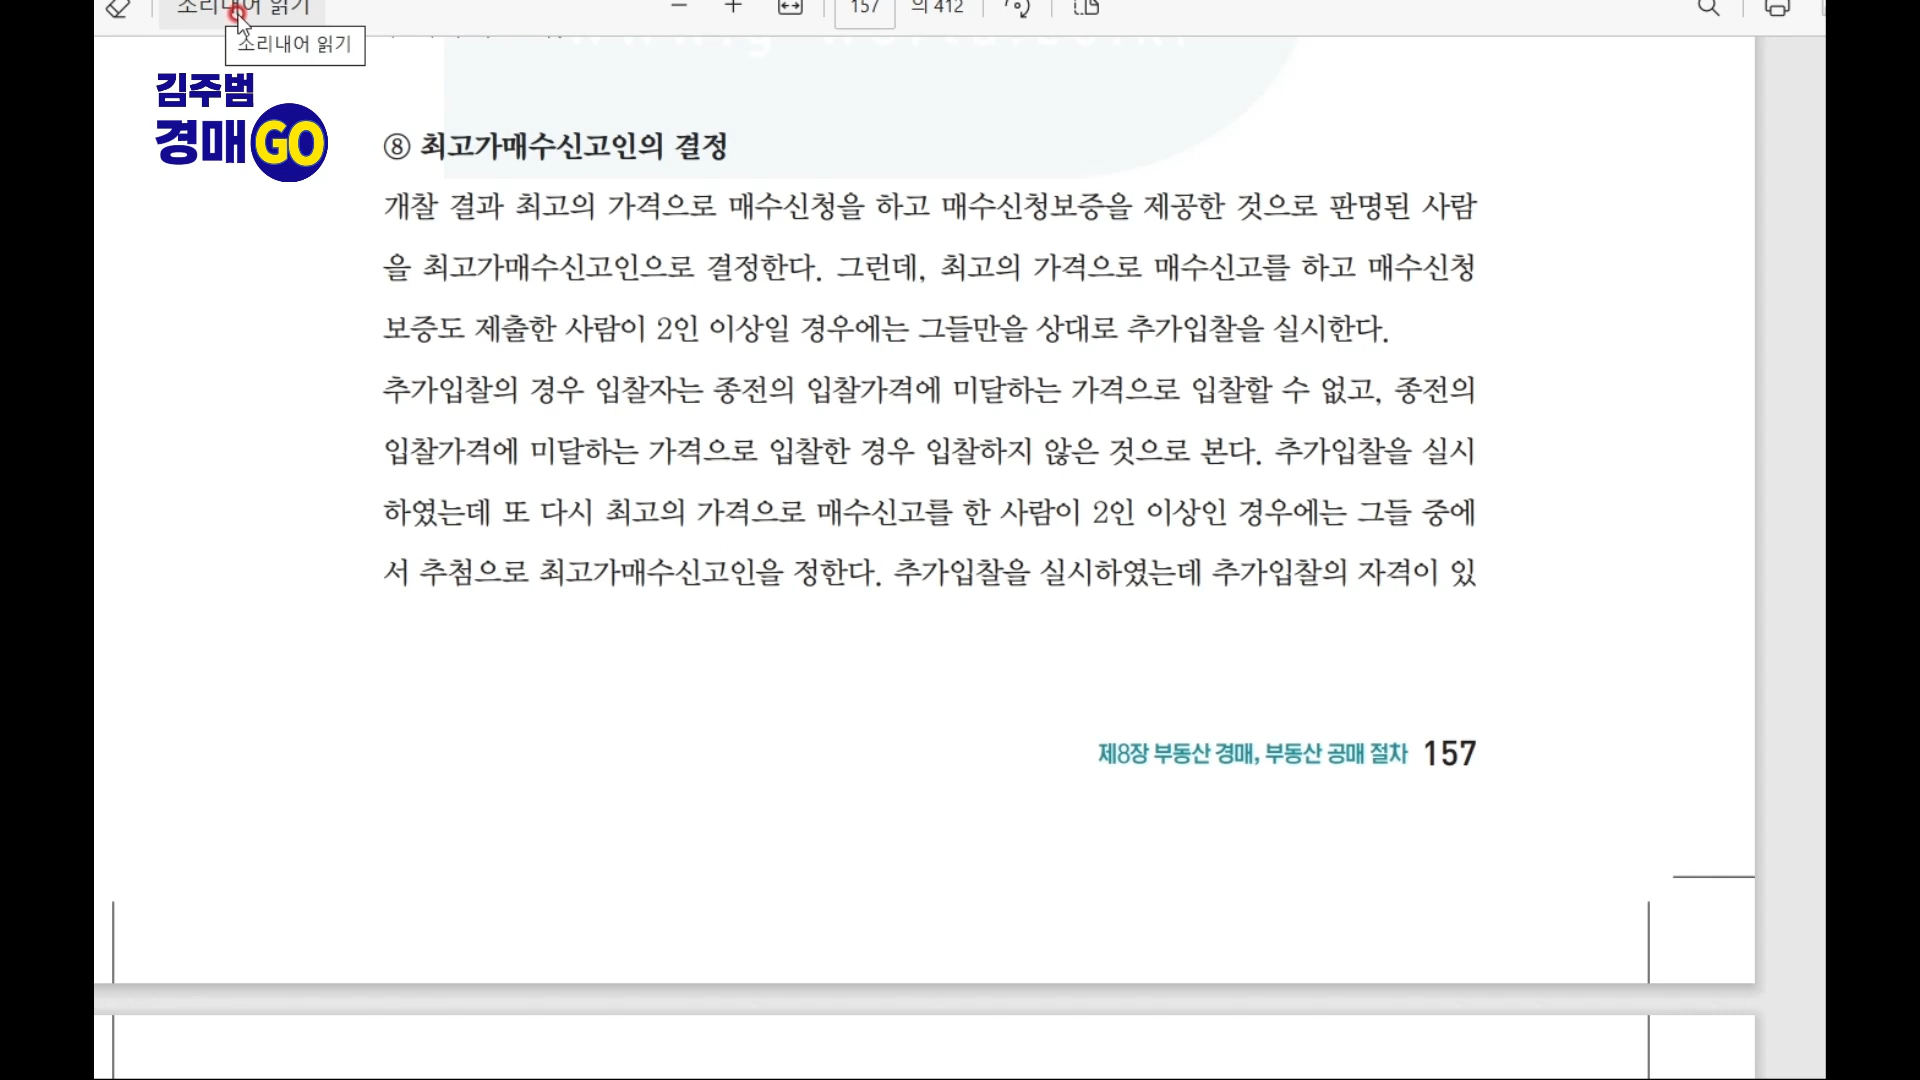 소리내어 읽기
157
의 412
소리내어 읽기
김주범
경매GO
⑧ 최고가매수신고인의 결정
개찰 결과 최고의 가격으로 매수신청을 하고 매수신청보증을 제공한 것으로 판명된 사람
을 최고가매수신고인으로 결정한다. 그런데, 최고의 가격으로 매수신고를 하고 매수신청
보증도 제출한 사람이 2인 이상일 경우에는 그들만을 상대로 추가입찰을 실시한다.
추가입찰의 경우 입찰자는 종전의 입찰가격에 미달하는 가격으로 입찰할 수 없고, 종전의
입찰가격에 미달하는 가격으로 입찰한 경우 입찰하지 않은 것으로 본다. 추가입찰을 실시
하였는데 또 다시 최고의 가격으로 매수신고를 한 사람이 2인 이상인 경우에는 그들 중에
서 추첨으로 최고가매수신고인을 정한다. 추가입찰을 실시하였는데 추가입찰의 자격이 있
제8장 부동산 경매, 부동산 공매 절차 157